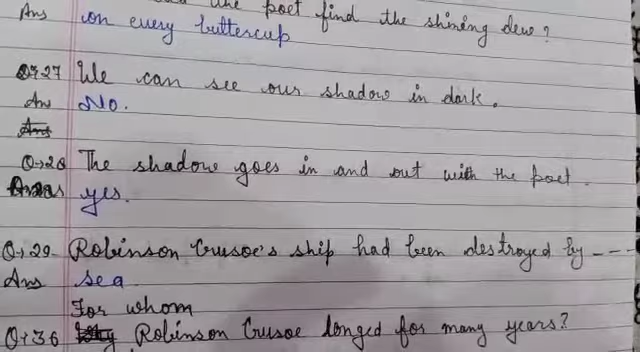 the poet find the shining dew?
Ans on every buttercup
Q→27 We can see our shadow in dark.
Ans No.
Ans
Q→28 The shadow goes in and out with the poet.
Ans yes.
Q→29 Robinson Crusoe's ship had been destroyed by ---
Ans sea
For whom
Q→30 Robinson Crusoe longed for many years?